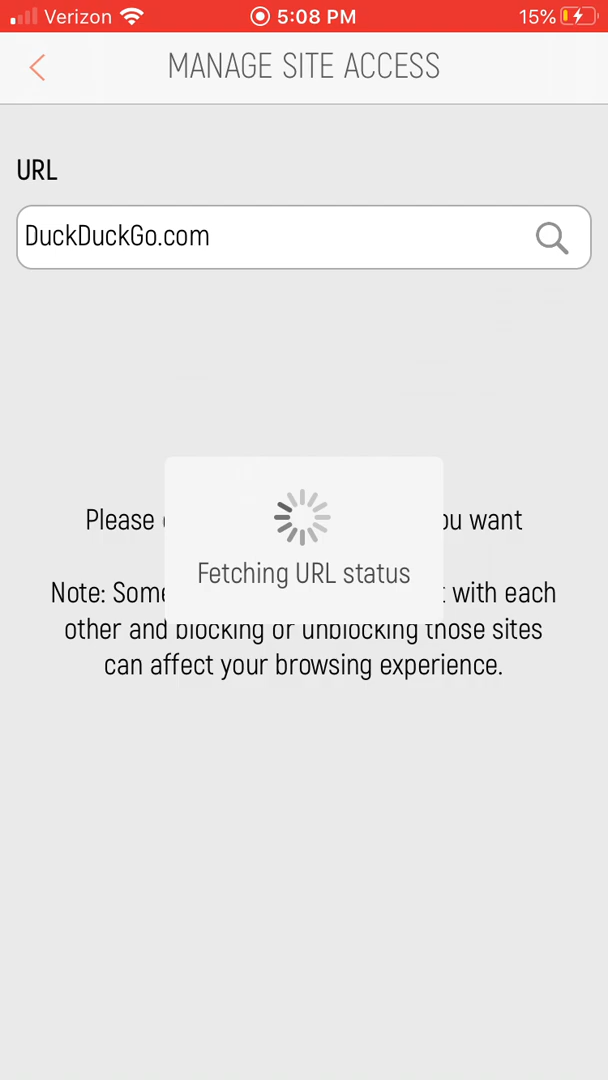 Verizon 5:08 PM 15%
MANAGE SITE ACCESS
URL
DuckDuckGo.com
Please ou want
Fetching URL status
Note: Some with each
other and blocking or unblocking those sites
can affect your browsing experience.